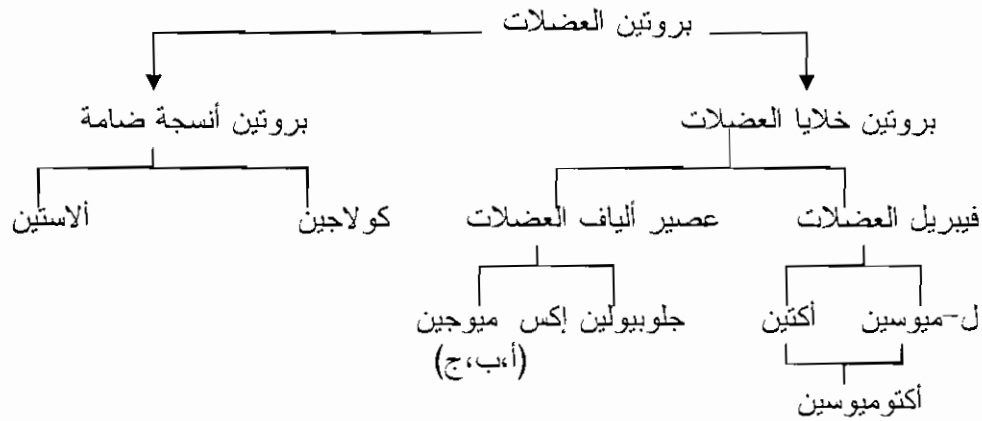 بروتين العضلات
بروتين خلايا العضلات بروتين أنسجة ضامة
فيبريل العضلات عصير ألياف العضلات كولاجين ألاستين
ل-ميوسين أكتين جلوبيولين إكس ميوجين
(أ،ب،ج)
أكتوميوسين